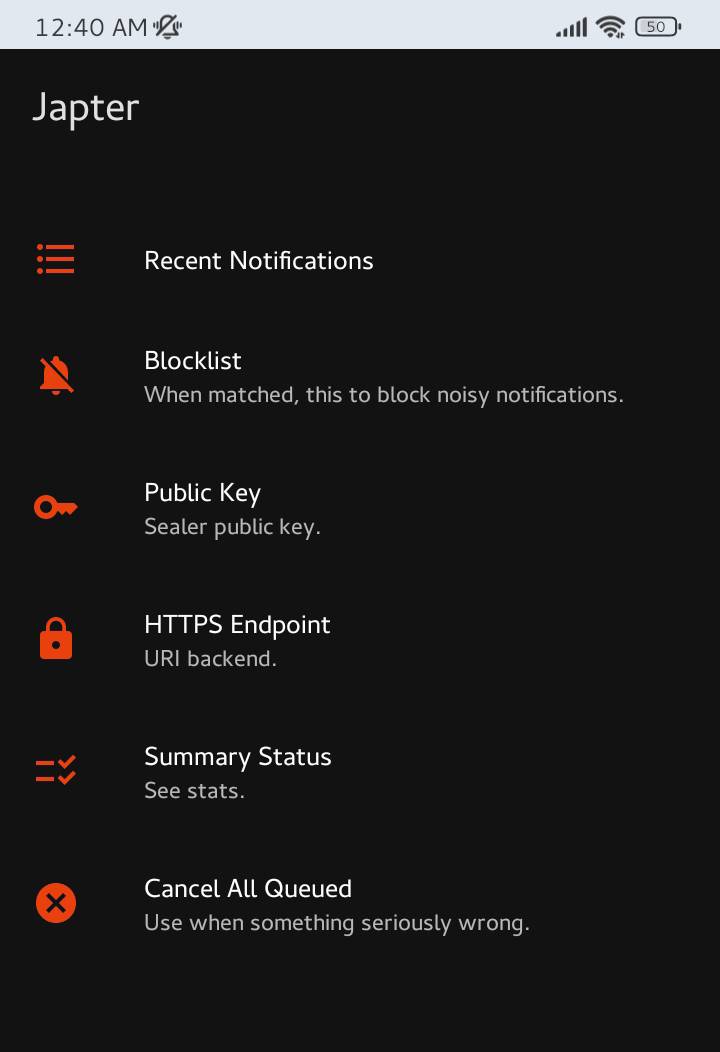 12:40 AM 50
Japter
Recent Notifications
Blocklist
When matched, this to block noisy notifications.
Public Key
Sealer public key.
HTTPS Endpoint
URI backend.
Summary Status
See stats.
Cancel All Queued
Use when something seriously wrong.